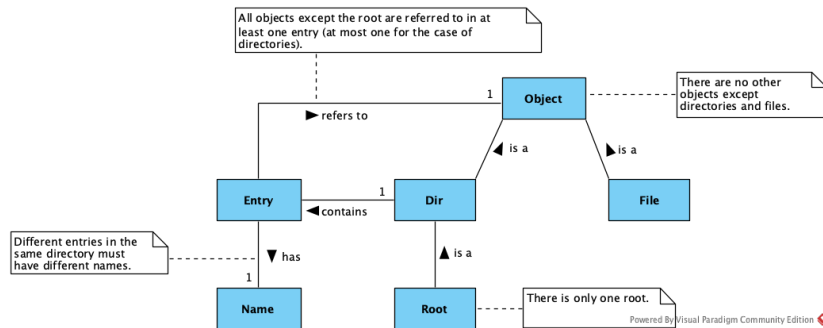 All objects except the root are referred to in at
least one entry (at most one for the case of
directories).
There are no other
objects except
directories and files.
1
Object
refers to
is a
is a
Entry
1
contains
Dir
File
Different entries in the
same directory must
have different names.
has
is a
1
Name
Root
There is only one root.
Powered By Visual Paradigm Community Edition